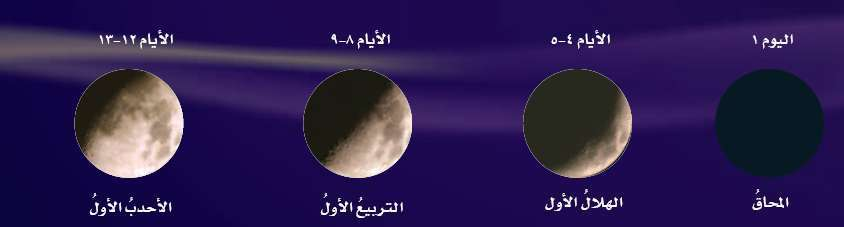 اليوم ١
الأيام ٤-٥
الأيام ٨-٩
الأيام ١٢-١٣
المحاقُ
الهلالُ الأول
التربيعُ الأولُ
الأحدبُ الأولُ